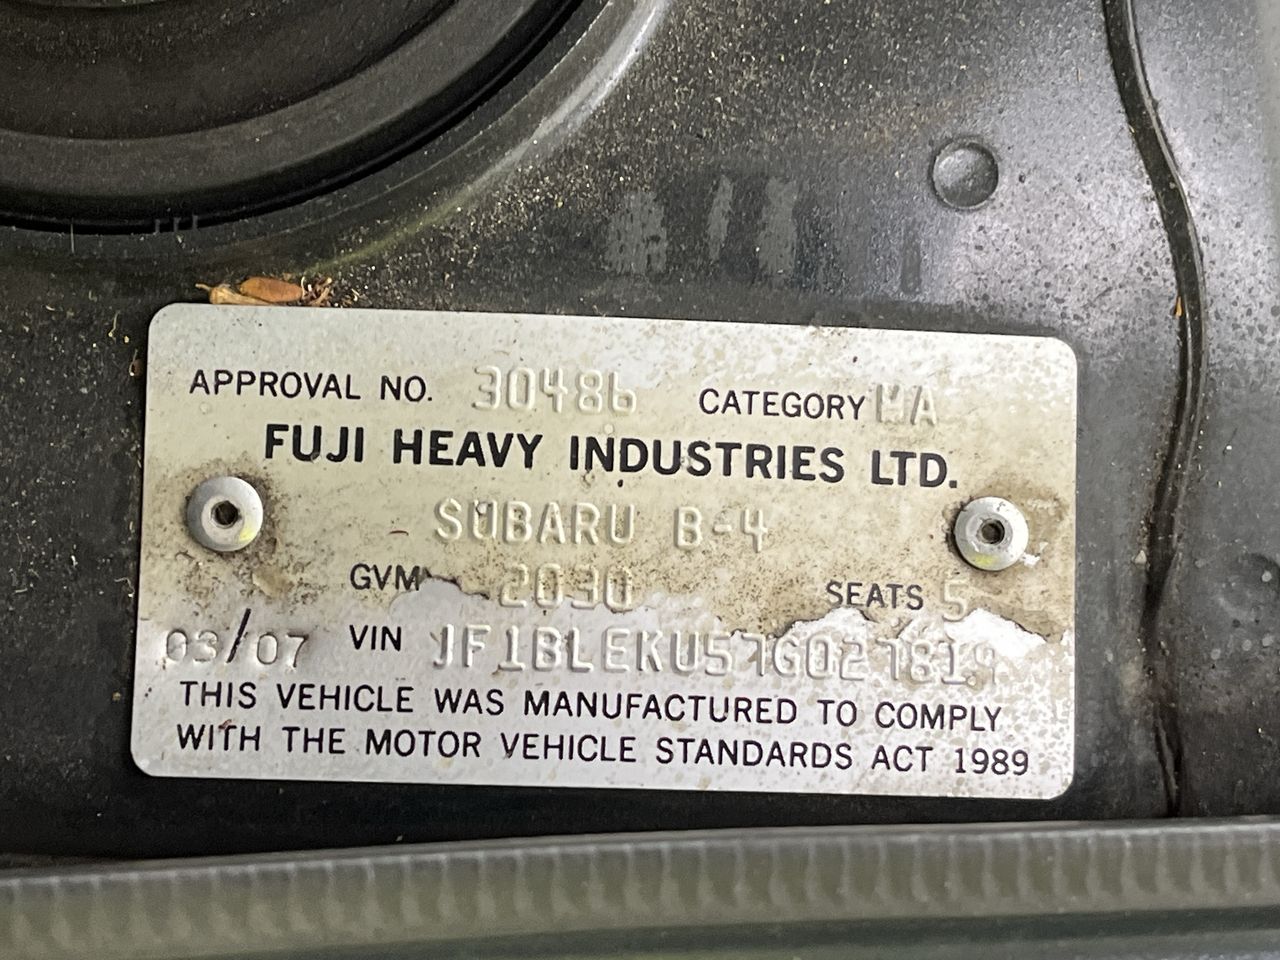 APPROVAL NO. 30486 CATEGORY MA
FUJI HEAVY INDUSTRIES LTD.
SUBARU B-4
GVM 2030 SEATS 5
03/07 VIN JF1BLEKU57G027819
THIS VEHICLE WAS MANUFACTURED TO COMPLY
WITH THE MOTOR VEHICLE STANDARDS ACT 1989